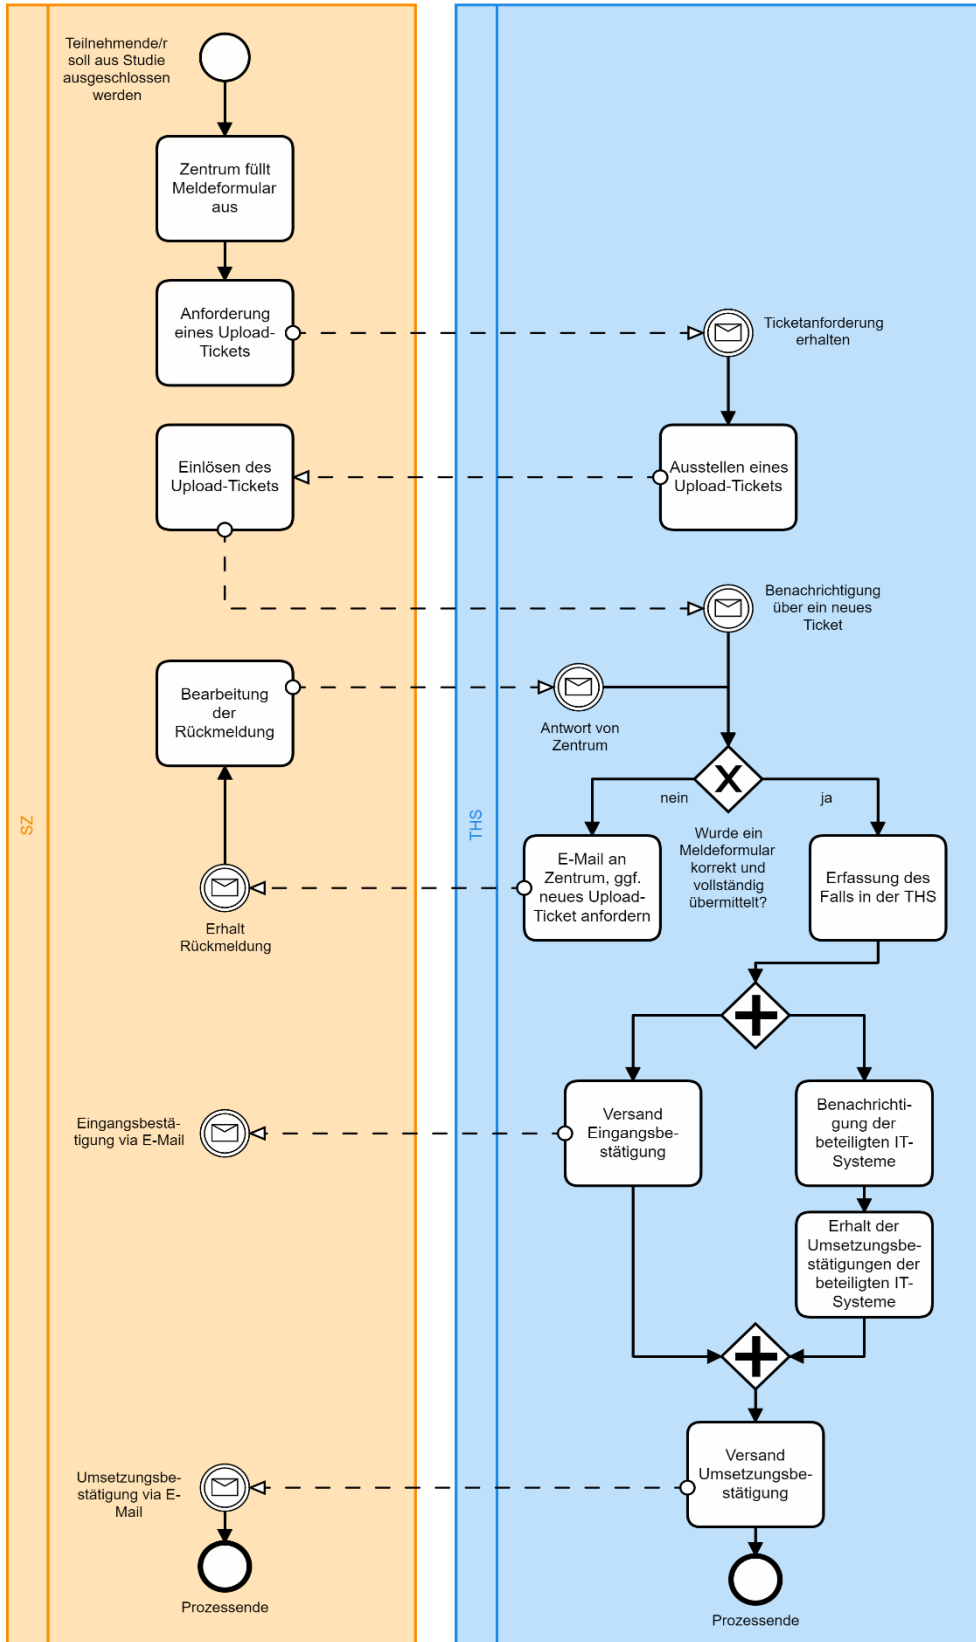 Teilnehmende/r
soll aus Studie
ausgeschlossen
werden
Zentrum füllt
Meldeformular
aus
Anforderung
eines Upload-
Tickets
Ticketanforderung
erhalten
Einlösen des
Upload-Tickets
Ausstellen eines
Upload-Tickets
Benachrichtigung
über ein neues
Ticket
Bearbeitung
der
Rückmeldung
Antwort von
Zentrum
nein
ja
Wurde ein
Meldeformular
korrekt und
vollständig
übermittelt?
SZ
THS
E-Mail an
Zentrum, ggf.
neues Upload-
Ticket anfordern
Erfassung des
Falls in der THS
Erhalt
Rückmeldung
Eingangsbestä-
tigung via E-Mail
Versand
Eingangsbe-
stätigung
Benachrichti-
gung der
beteiligten IT-
Systeme
Erhalt der
Umsetzungsbe-
stätigungen der
beteiligten IT-
Systeme
Umsetzungsbe-
stätigung via E-
Mail
Versand
Umsetzungsbe-
stätigung
Prozessende
Prozessende